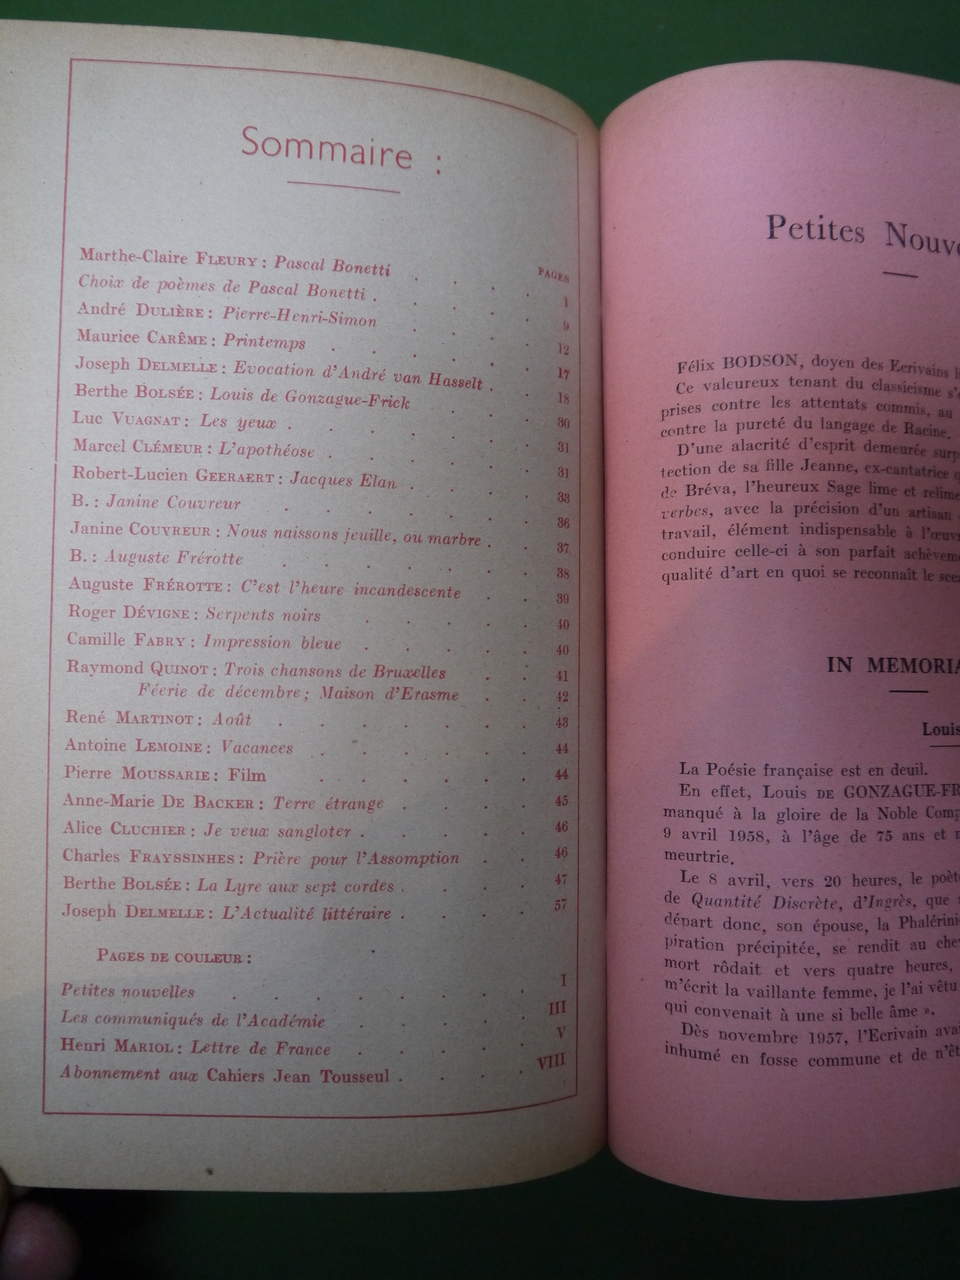 Sommaire :
PAGES
Marthe-Claire FLEURY : Pascal Bonetti . . . . 1
Choix de poèmes de Pascal Bonetti . . . . . 9
André DULIÈRE : Pierre-Henri-Simon . . . . 12
Maurice CARÊME : Printemps . . . . . 17
Joseph DELMELLE : Evocation d'André van Hasselt . . 18
Berthe BOLSÉE : Louis de Gonzague-Frick . . . 30
Luc VUAGNAT : Les yeux . . . . . . 31
Marcel CLÉMEUR : L'apothéose . . . . . . 31
Robert-Lucien GEERAERT : Jacques Elan . . . . 33
B. : Janine Couvreur . . . . . . 36
Janine COUVREUR : Nous naissons feuille, ou marbre . . 37
B. : Auguste Frérotte . . . . . . 38
Auguste FRÉROTTE : C'est l'heure incandescente . . 39
Roger DÉVIGNE : Serpents noirs . . . . . 40
Camille FABRY : Impression bleue . . . . . 40
Raymond QUINOT : Trois chansons de Bruxelles . . 41
Féerie de décembre ; Maison d'Erasme . . 42
René MARTINOT : Août . . . . . . 43
Antoine LEMOINE : Vacances . . . . . . 44
Pierre MOUSSARIE : Film . . . . . 44
Anne-Marie DE BACKER : Terre étrange . . . . 45
Alice CLUCHIER : Je veux sangloter . . . . . 46
Charles FRAYSSINHES : Prière pour l'Assomption . . 46
Berthe BOLSÉE : La Lyre aux sept cordes . . . . 47
Joseph DELMELLE : L'Actualité littéraire . . . . 57
PAGES DE COULEUR :
Petites nouvelles . . . . . . . I
Les communiqués de l'Académie . . . . . III
Henri MARIOL : Lettre de France . . . . . V
Abonnement aux Cahiers Jean Tousseul . . . . VIII
Petites
Félix BODSON, doyen des Ecrivains
Ce valeureux tenant du classicisme
prises contre les attentats commis, au
contre la pureté du langage de Racine.
D'une alacrité d'esprit demeurée
tection de sa fille Jeanne, ex-cantatrice
de Bréva, l'heureux Sage lime et
verbes, avec la précision d'un artisan
travail, élément indispensable à
conduire celle-ci à son parfait
qualité d'art en quoi se reconnaît le
IN
Louis
La Poésie française est en deuil.
En effet, Louis DE
manqué à la gloire de la Noble
9 avril 1958, à l'âge de 75 ans et
meurtrie.
Le 8 avril, vers 20 heures, le
de Quantité Discrète, d'Ingrès, que
départ donc, son épouse, la
piration précipitée, se rendit au
mort rôdait et vers quatre heures,
m'écrit la vaillante femme, je l'ai vêtu
qui convenait à une si belle âme ».
Dès novembre 1957, l'Ecrivain
inhumé en fosse commune et de